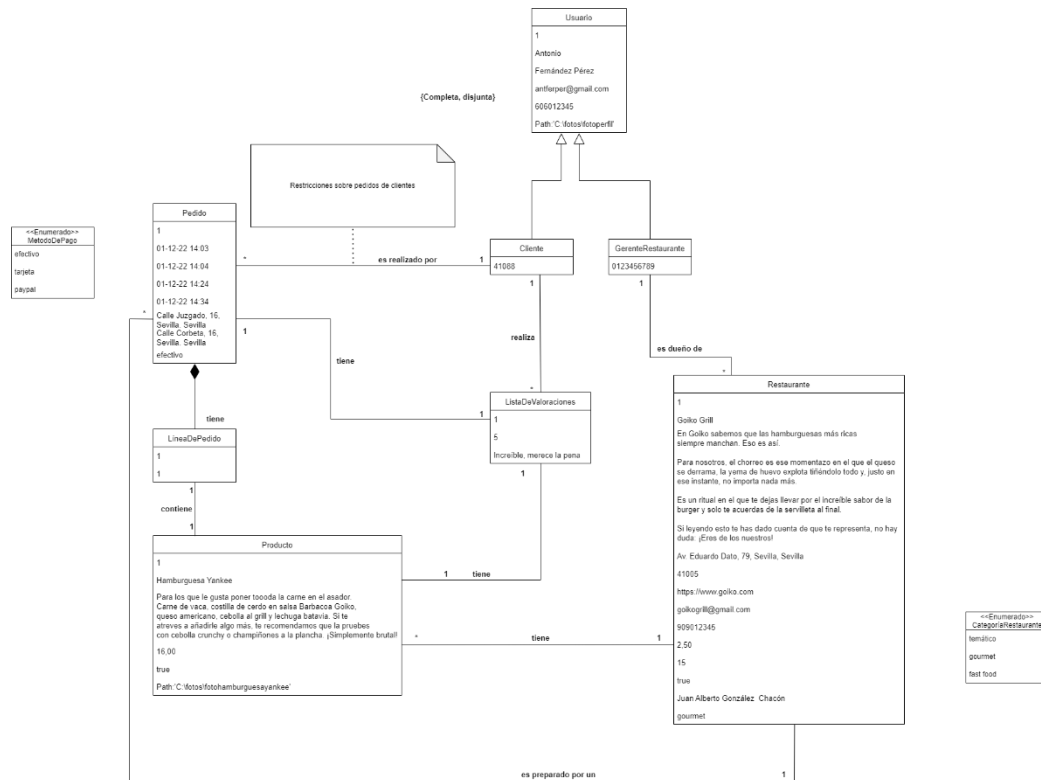 Usuario
1
Antonio
Fernández Pérez
antferper@gmail.com
606012345
Path 'C:\fotos\fotoperfil'
{Completa, disjunta}
Restricciones sobre pedidos de clientes
<<Enumerado>>
MetodoDePago
efectivo
tarjeta
paypal
Pedido
1
01-12-22 14:03
01-12-22 14:04
01-12-22 14:24
01-12-22 14:34
Calle Juzgado, 16,
Sevilla. Sevilla
Calle Corbeta, 16,
Sevilla. Sevilla
efectivo
*
es realizado por
1
Cliente
41088
GerenteRestaurante
0123456789
1
1
realiza
*
es dueño de
*
*
1
tiene
1
tiene
ListaDeValoraciones
1
5
Increíble, merece la pena
1
LineaDePedido
1
1
1
contiene
1
Producto
1
Hamburguesa Yankee
Para los que le gusta poner toooda la carne en el asador.
Carne de vaca, costilla de cerdo en salsa Barbacoa Goiko,
queso americano, cebolla al grill y lechuga batavia. Si te
atreves a añadirle algo más, te recomendamos que la pruebes
con cebolla crunchy o champiñones a la plancha. ¡Simplemente brutal!
16,00
true
Path 'C:\fotos\fotohamburguesayankee'
1 tiene
* tiene 1
Restaurante
1
Goiko Grill
En Goiko sabemos que las hamburguesas más ricas
siempre manchan. Eso es así.
Para nosotros, el chorreo es ese momentazo en el que el queso
se derrama, la yema de huevo explota tiñéndolo todo y, justo en
ese instante, no importa nada más.
Es un ritual en el que te dejas llevar por el increíble sabor de la
burger y solo te acuerdas de la servilleta al final.
Si leyendo esto te has dado cuenta de que te representa, no hay
duda: ¡Eres de los nuestros!
Av. Eduardo Dato, 79, Sevilla, Sevilla
41005
https://www.goiko.com
goikogrill@gmail.com
909012345
2,50
15
true
Juan Alberto González Chacón
gourmet
<<Enumerado>>
CategoríaRestaurante
temático
gourmet
fast food
es preparado por un
1